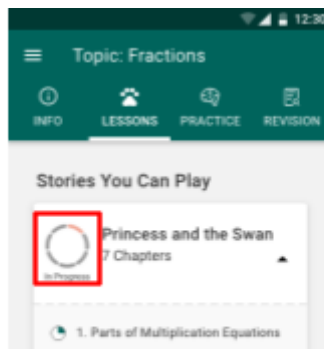 12:30
Topic: Fractions
INFO LESSONS PRACTICE REVISION
Stories You Can Play
Princess and the Swan
7 Chapters
In Progress
1. Parts of Multiplication Equations